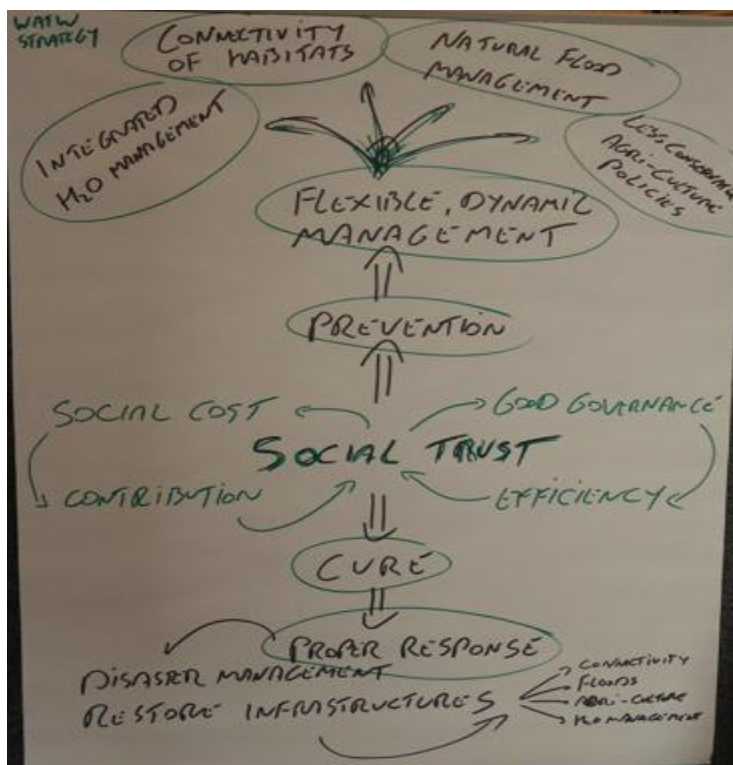 WATW
STRATEGY
CONNECTIVITY
OF HABITATS
NATURAL FLOOD
MANAGEMENT
INTEGRATED
H2O MANAGEMENT
LESS CONSERVATIVE
AGRI-CULTURE
POLICIES
FLEXIBLE, DYNAMIC
MANAGEMENT
PREVENTION
SOCIAL COST
GOOD GOVERNANCE
SOCIAL TRUST
CONTRIBUTION
EFFICIENCY
CURE
PROPER RESPONSE
DISASTER MANAGEMENT
RESTORE INFRASTRUCTURES
CONNECTIVITY
FLOODS
AGRI-CULTURE
H2O MANAGEMENT